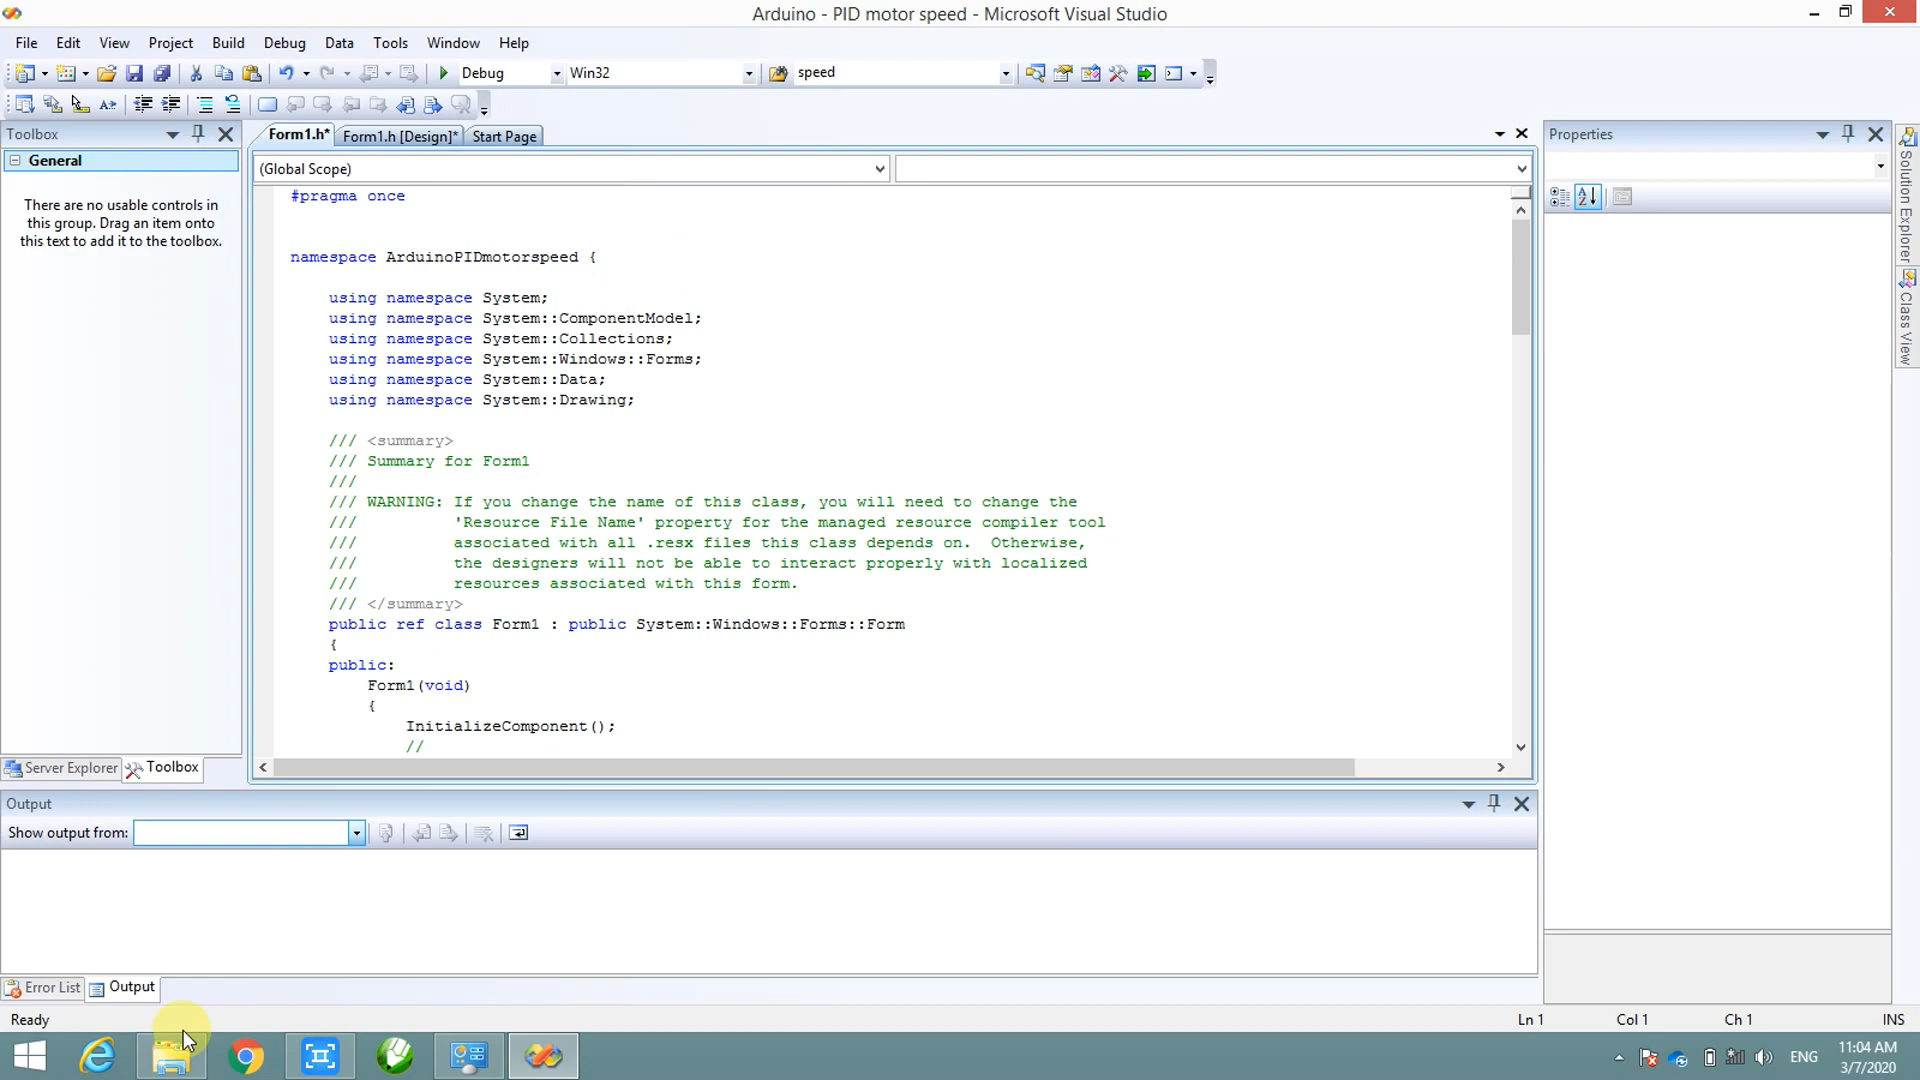 Arduino - PID motor speed - Microsoft Visual Studio
File Edit View Project Build Debug Data Tools Window Help
Debug Win32 speed
Toolbox
Form1.h* Form1.h [Design]* Start Page
Properties
General
(Global Scope)
There are no usable controls in
this group. Drag an item onto
this text to add it to the toolbox.
#pragma once
namespace ArduinoPIDmotorspeed {
using namespace System;
using namespace System::ComponentModel;
using namespace System::Collections;
using namespace System::Windows::Forms;
using namespace System::Data;
using namespace System::Drawing;
/// <summary>
/// Summary for Form1
///
/// WARNING: If you change the name of this class, you will need to change the
/// 'Resource File Name' property for the managed resource compiler tool
/// associated with all .resx files this class depends on. Otherwise,
/// the designers will not be able to interact properly with localized
/// resources associated with this form.
/// </summary>
public ref class Form1 : public System::Windows::Forms::Form
{
public:
Form1(void)
{
InitializeComponent();
//
Solution Explorer
Class View
Server Explorer Toolbox
Output
Show output from:
Error List Output
Ready Ln 1 Col 1 Ch 1 INS
ENG
11:04 AM
3/7/2020